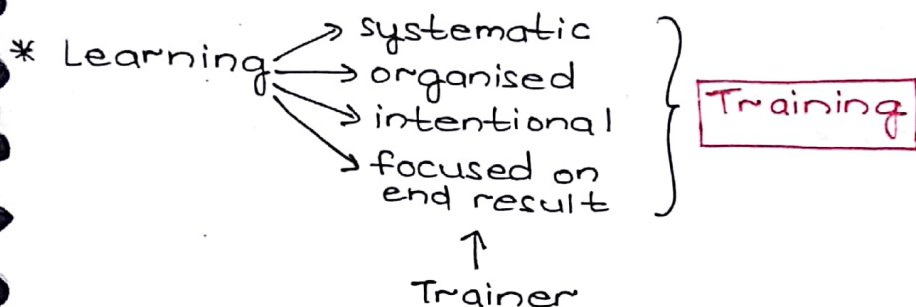 * Learning
systematic
organised
intentional
focused on
end result
Training
Trainer